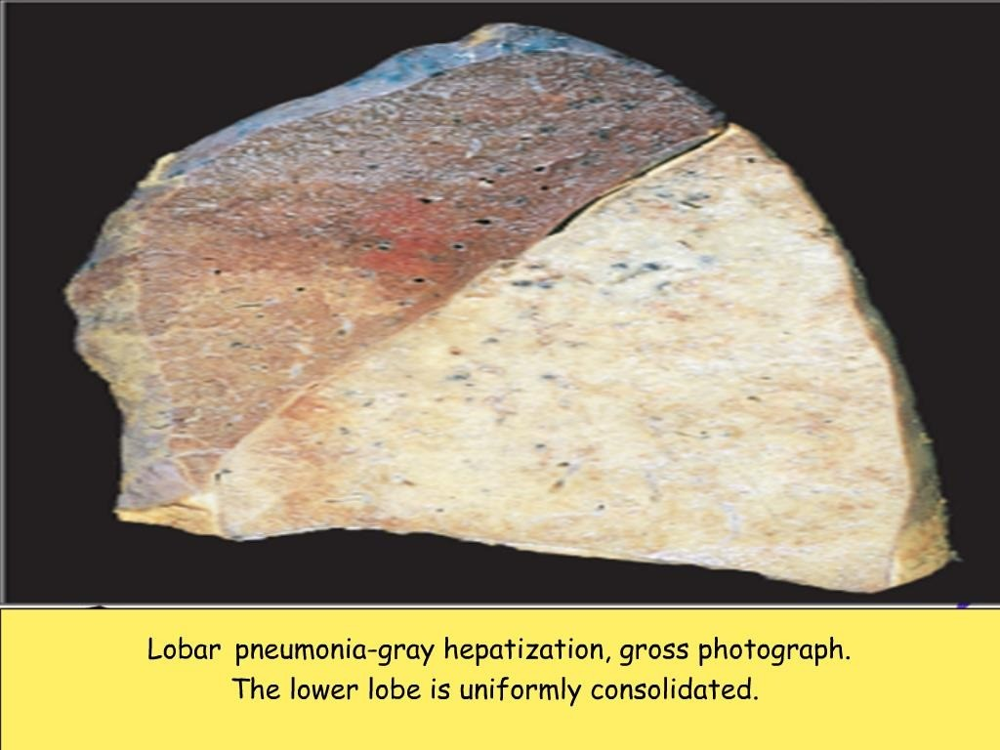 Lobar pneumonia-gray hepatization, gross photograph.
The lower lobe is uniformly consolidated.